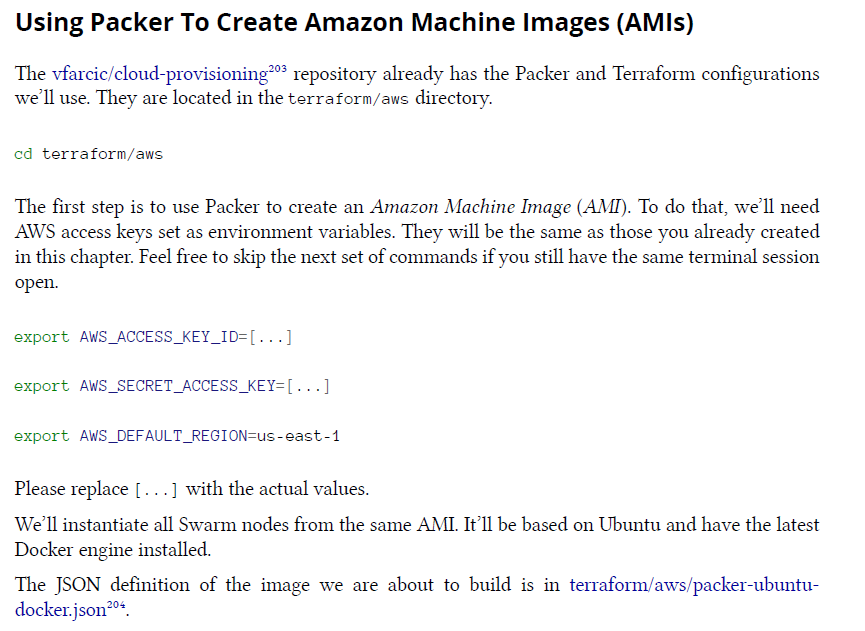 Using Packer To Create Amazon Machine Images (AMIs)
The vfarcic/cloud-provisioning²⁰³ repository already has the Packer and Terraform configurations
we’ll use. They are located in the terraform/aws directory.
cd terraform/aws
The first step is to use Packer to create an Amazon Machine Image (AMI). To do that, we’ll need
AWS access keys set as environment variables. They will be the same as those you already created
in this chapter. Feel free to skip the next set of commands if you still have the same terminal session
open.
export AWS_ACCESS_KEY_ID=[...]
export AWS_SECRET_ACCESS_KEY=[...]
export AWS_DEFAULT_REGION=us-east-1
Please replace [...] with the actual values.
We’ll instantiate all Swarm nodes from the same AMI. It’ll be based on Ubuntu and have the latest
Docker engine installed.
The JSON definition of the image we are about to build is in terraform/aws/packer-ubuntu-
docker.json²⁰⁴.